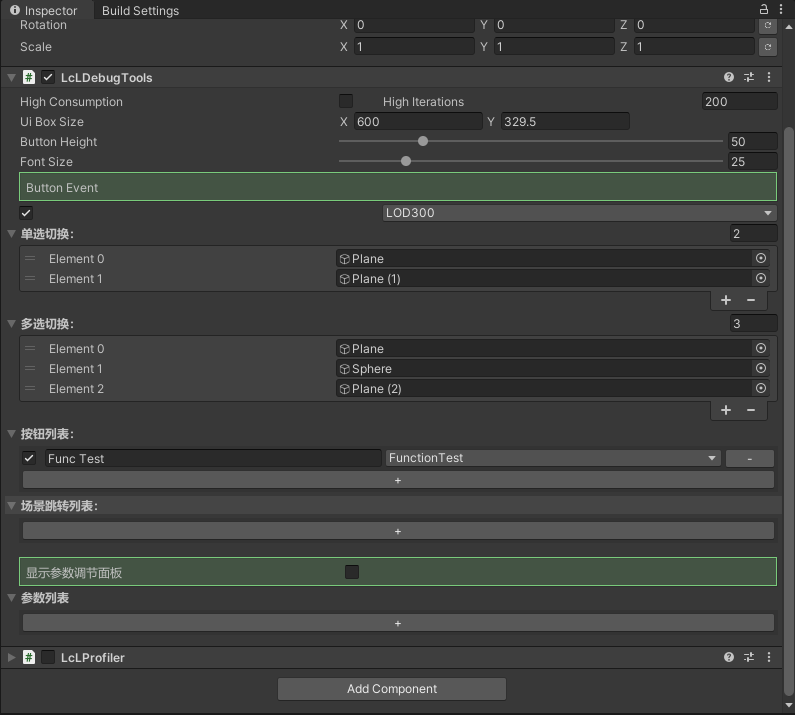 Inspector Build Settings
Rotation X 0 Y 0 Z 0
Scale X 1 Y 1 Z 1
# LcLDebugTools
High Consumption High Iterations 200
Ui Box Size X 600 Y 329.5
Button Height 50
Font Size 25
Button Event
LOD300
单选切换: 2
Element 0 Plane
Element 1 Plane (1)
+ −
多选切换: 3
Element 0 Plane
Element 1 Sphere
Element 2 Plane (2)
+ −
按钮列表:
Func Test FunctionTest -
+
场景跳转列表:
+
显示参数调节面板
参数列表
+
# LcLProfiler
Add Component